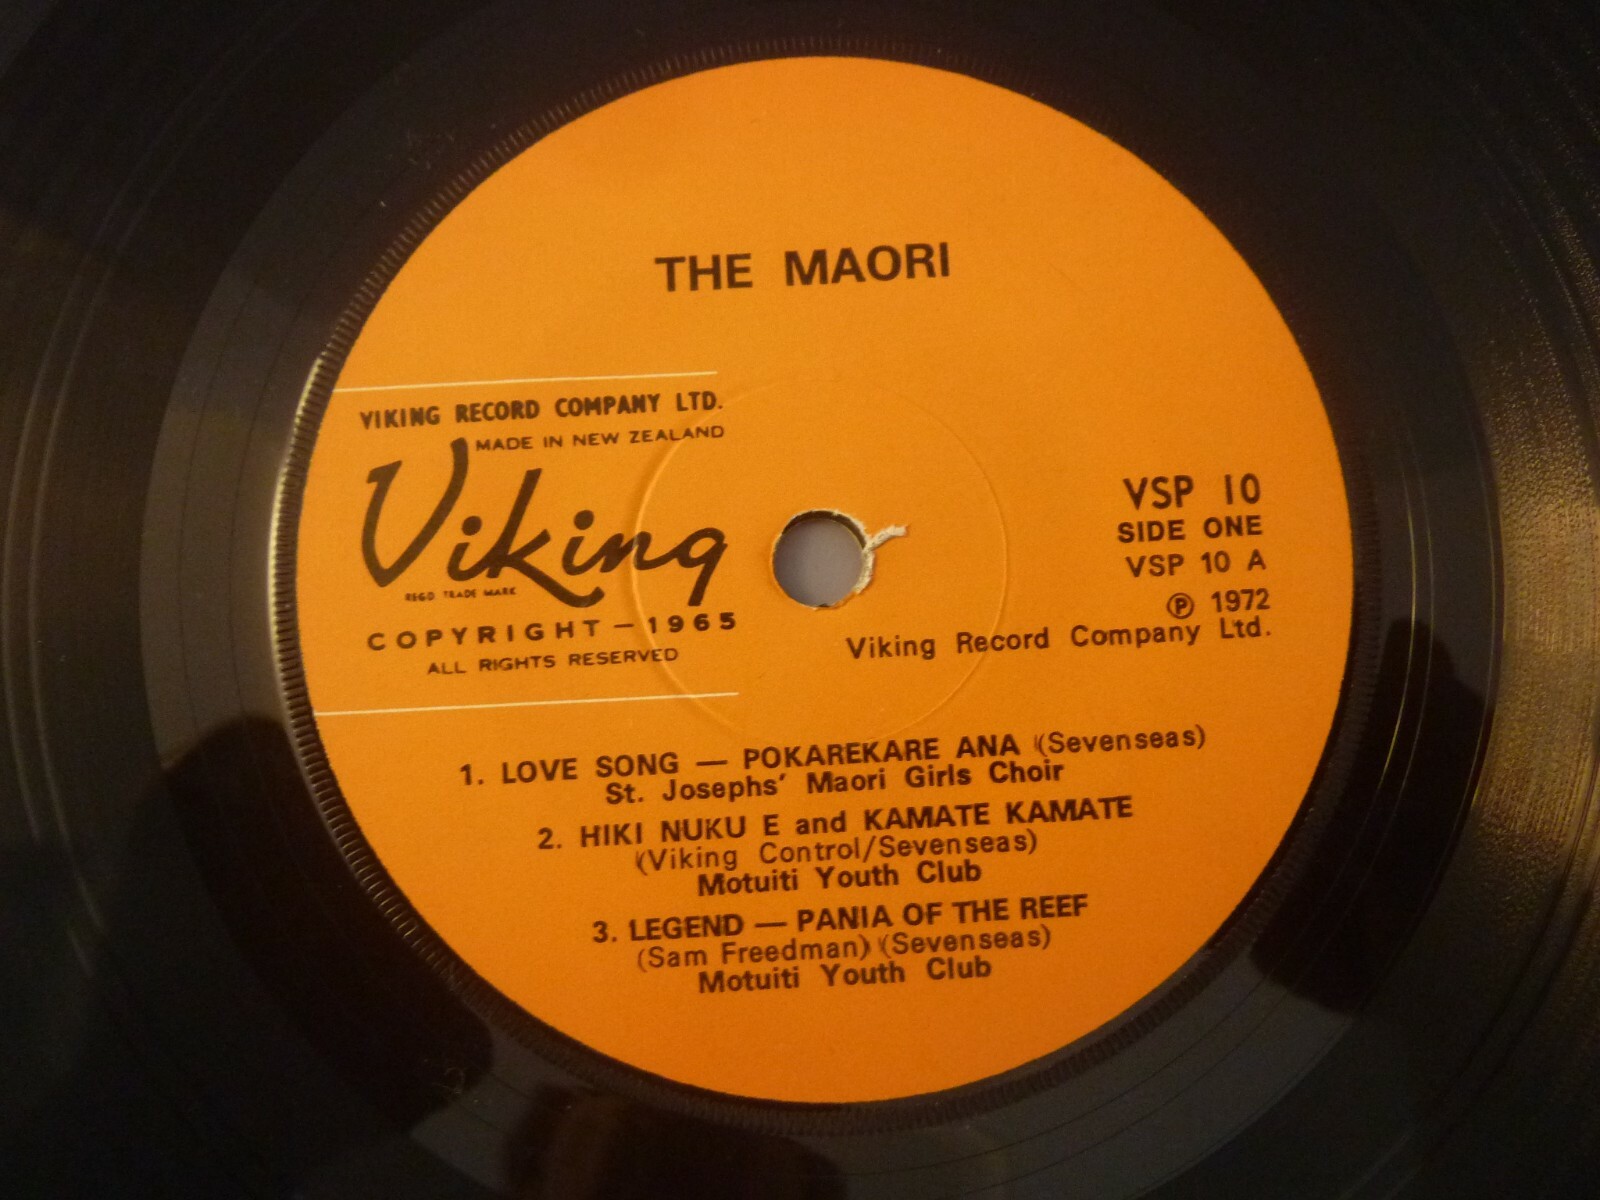 THE MAORI
VIKING RECORD COMPANY LTD.
MADE IN NEW ZEALAND
Viking
REGD TRADE MARK
COPYRIGHT — 1965
ALL RIGHTS RESERVED
VSP 10
SIDE ONE
VSP 10 A
Ⓟ 1972
Viking Record Company Ltd.
1. LOVE SONG — POKAREKARE ANA (Sevenseas)
St. Josephs' Maori Girls Choir
2. HIKI NUKU E and KAMATE KAMATE
(Viking Control/Sevenseas)
Motuiti Youth Club
3. LEGEND — PANIA OF THE REEF
(Sam Freedman) (Sevenseas)
Motuiti Youth Club